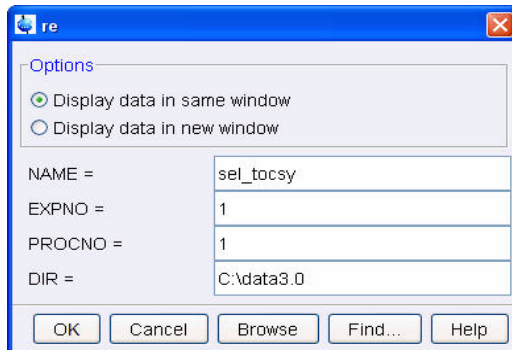 re
Options
Display data in same window
Display data in new window
NAME = sel_tocsy
EXPNO = 1
PROCNO = 1
DIR = C:\data3.0
OK Cancel Browse Find... Help